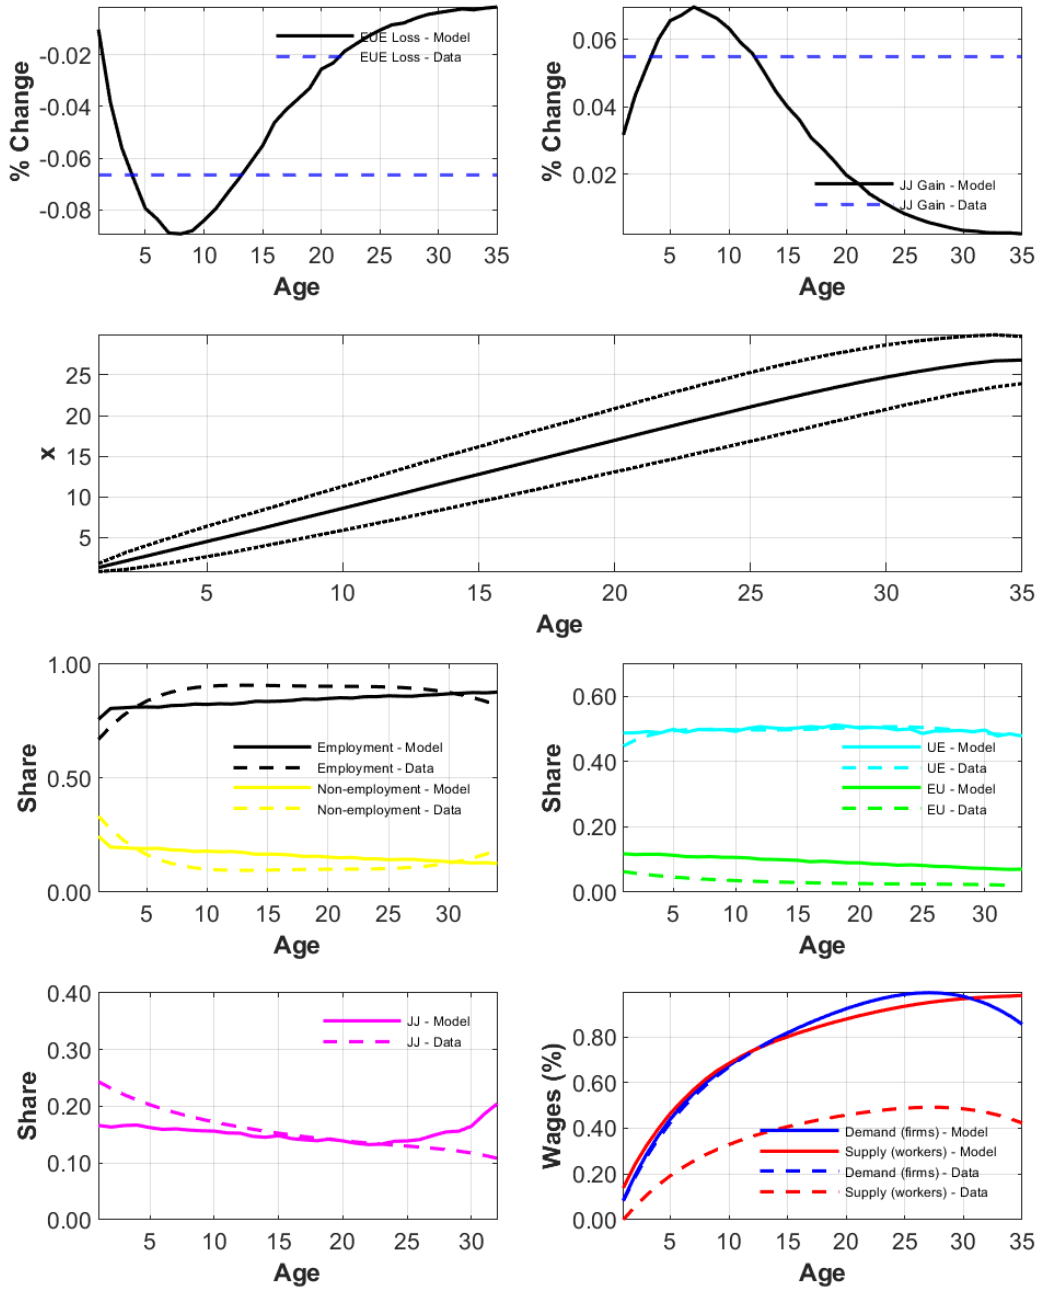 -0.02
-0.04
-0.06
-0.08
% Change
EUE Loss - Model
EUE Loss - Data
5 10 15 20 25 30 35
Age
0.06
0.04
0.02
% Change
JJ Gain - Model
JJ Gain - Data
5 10 15 20 25 30 35
Age
25
20
15
10
5
x
5 10 15 20 25 30 35
Age
1.00
0.50
0.00
Share
Employment - Model
Employment - Data
Non-employment - Model
Non-employment - Data
5 10 15 20 25 30
Age
0.60
0.40
0.20
0.00
Share
UE - Model
UE - Data
EU - Model
EU - Data
5 10 15 20 25 30
Age
0.40
0.30
0.20
0.10
0.00
Share
JJ - Model
JJ - Data
5 10 15 20 25 30
Age
0.80
0.60
0.40
0.20
0.00
Wages (%)
Demand (firms) - Model
Supply (workers) - Model
Demand (firms) - Data
Supply (workers) - Data
5 10 15 20 25 30 35
Age